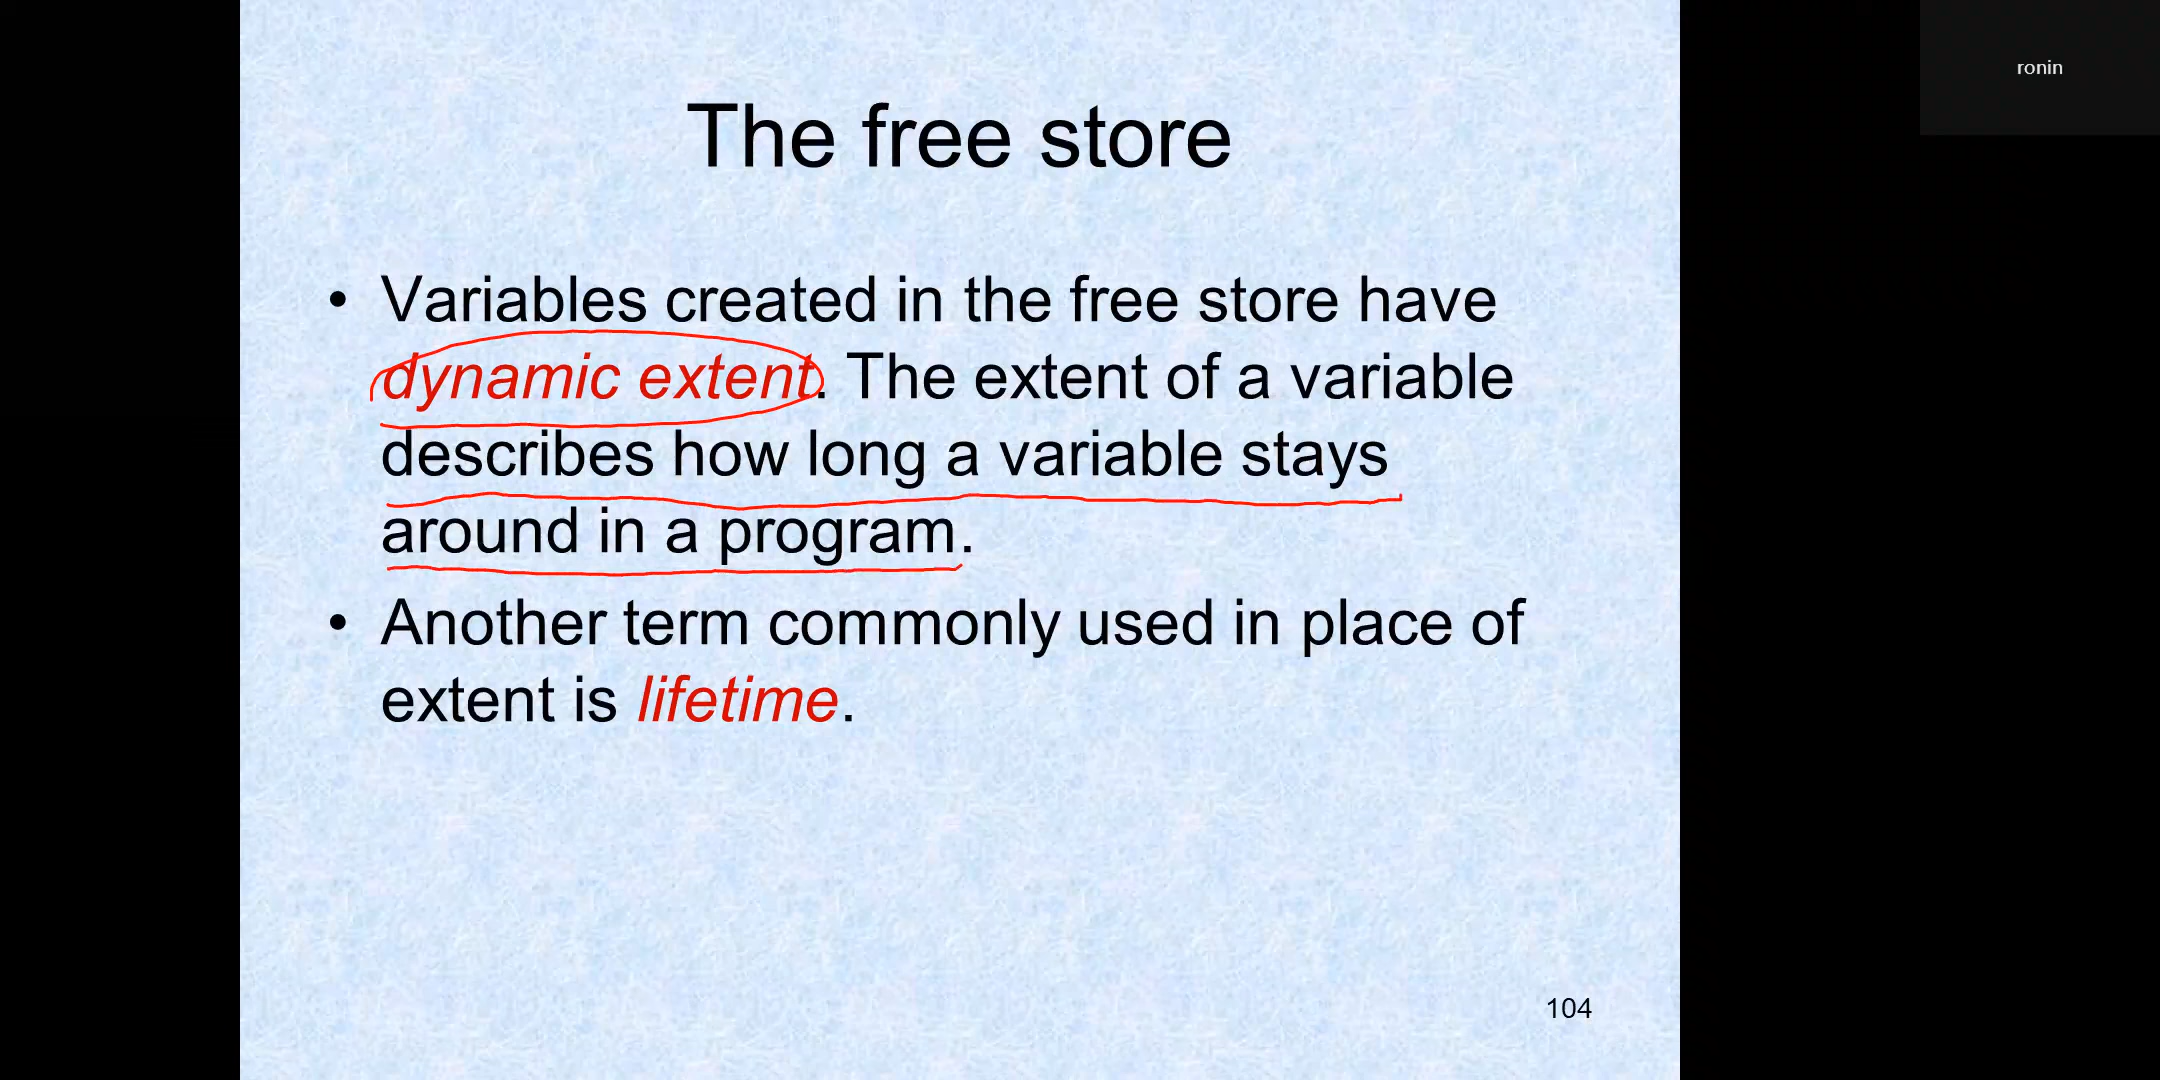 The free store
• Variables created in the free store have
dynamic extent. The extent of a variable
describes how long a variable stays
around in a program.
• Another term commonly used in place of
extent is lifetime.
104
ronin